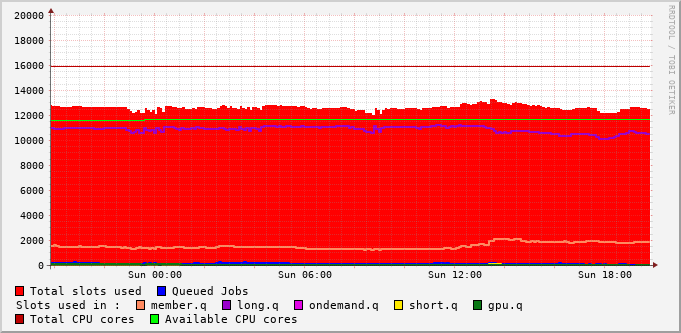 20000
18000
16000
14000
12000
10000
8000
6000
4000
2000
0
Sun 00:00 Sun 06:00 Sun 12:00 Sun 18:00
RRDTOOL / TOBI OETIKER
Total slots used Queued Jobs
Slots used in : member.q long.q ondemand.q short.q gpu.q
Total CPU cores Available CPU cores